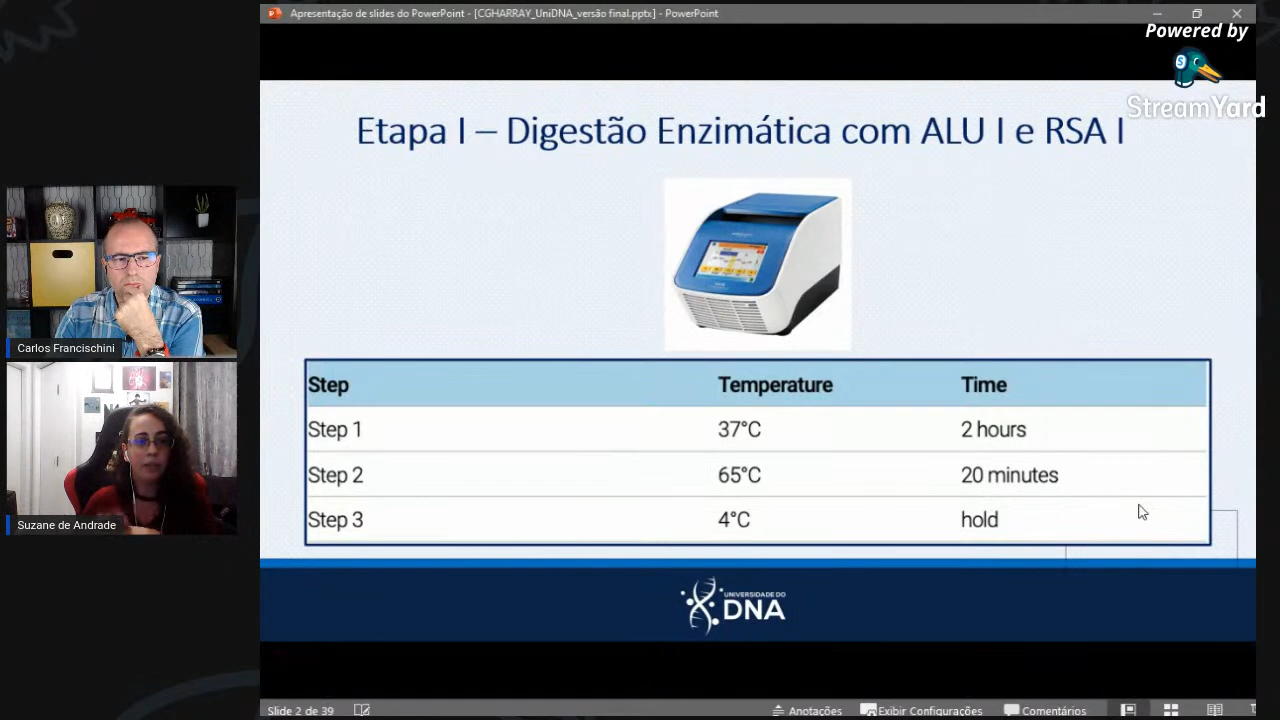 Apresentação de slides do PowerPoint - [CGHARRAY_UniDNA_versão final.pptx] - PowerPoint
Powered by
StreamYard
Etapa I – Digestão Enzimática com ALU I e RSA I
Carlos Francischini
Suzane de Andrade
Step Temperature Time
Step 1 37°C 2 hours
Step 2 65°C 20 minutes
Step 3 4°C hold
UNIVERSIDADE DO
DNA
Slide 2 de 39 Anotações Exibir Configurações Comentários